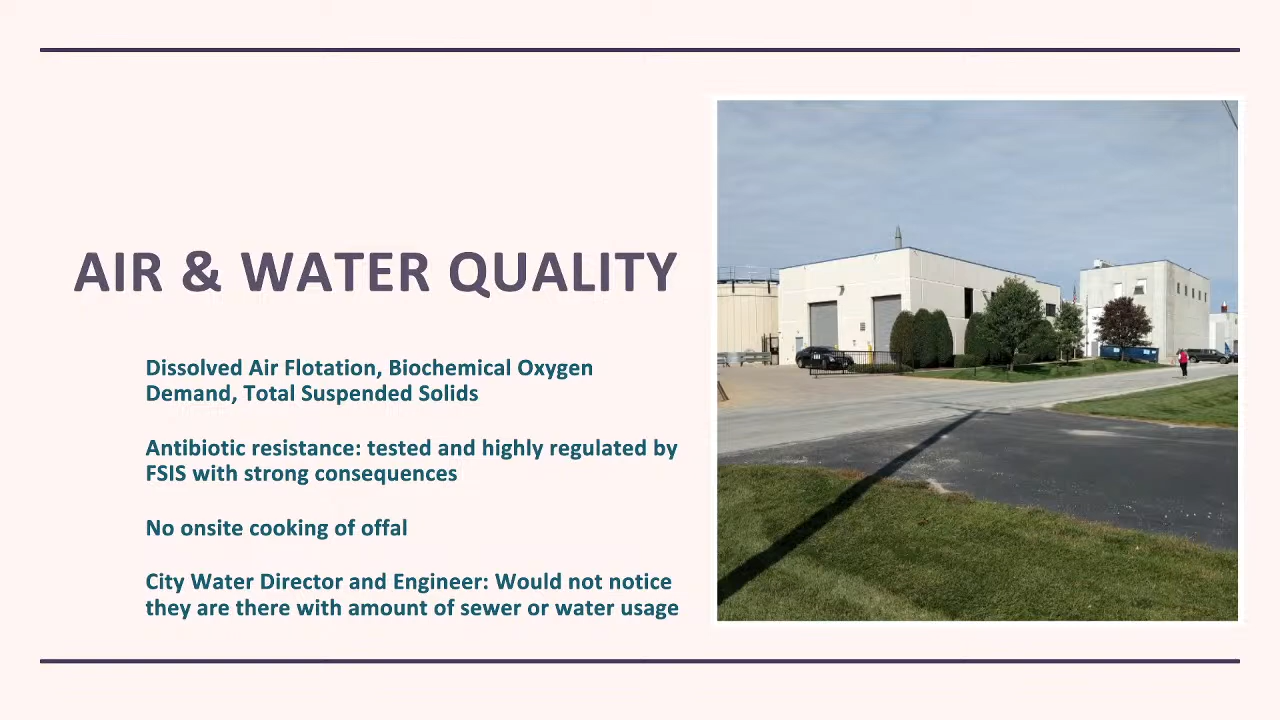 AIR & WATER QUALITY
Dissolved Air Flotation, Biochemical Oxygen
Demand, Total Suspended Solids
Antibiotic resistance: tested and highly regulated by
FSIS with strong consequences
No onsite cooking of offal
City Water Director and Engineer: Would not notice
they are there with amount of sewer or water usage